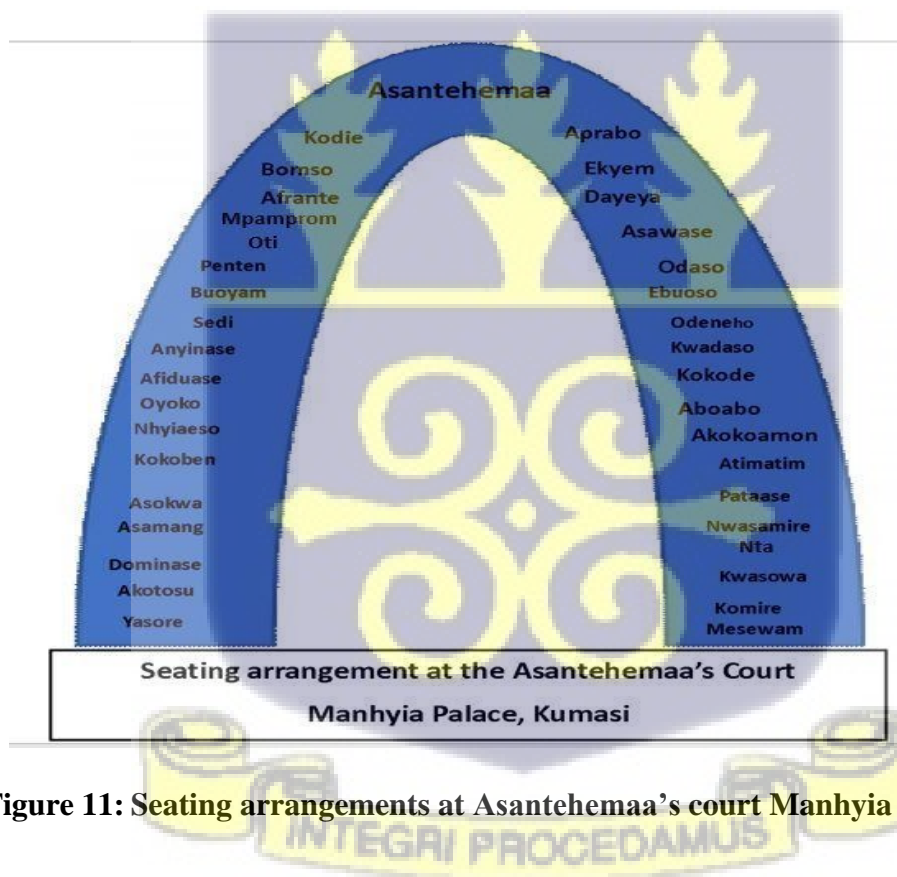 Asantehemaa
Kodie
Bomso
Afrante
Mpamprom
Oti
Penten
Buoyam
Sedi
Anyinase
Afiduase
Oyoko
Nhyiaeso
Kokoben
Asokwa
Asamang
Dominase
Akotosu
Yasore
Aprabo
Ekyem
Dayeya
Asawase
Odaso
Ebuoso
Odeneho
Kwadaso
Kokode
Aboabo
Akokoamon
Atimatim
Pataase
Nwasamire
Nta
Kwasowa
Komire
Mesewam
Seating arrangement at the Asantehemaa's Court
Manhyia Palace, Kumasi
Figure 11: Seating arrangements at Asantehemaa's court Manhyia
INTEGRI PROCEDAMUS